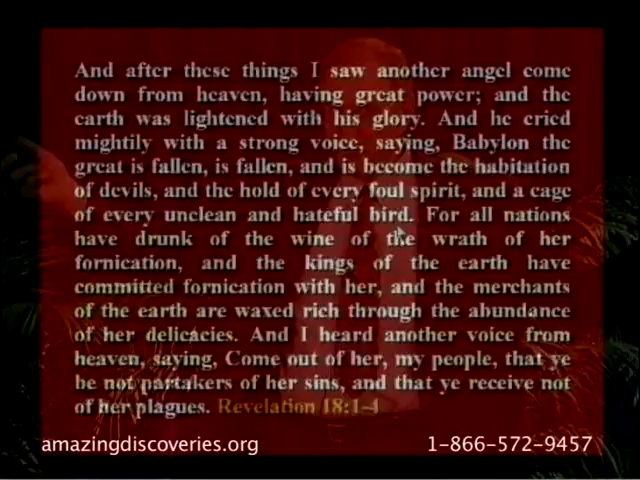 And after these things I saw another angel come
down from heaven, having great power; and the
earth was lightened with his glory. And he cried
mightily with a strong voice, saying, Babylon the
great is fallen, is fallen, and is become the habitation
of devils, and the hold of every foul spirit, and a cage
of every unclean and hateful bird. For all nations
have drunk of the wine of the wrath of her
fornication, and the kings of the earth have
committed fornication with her, and the merchants
of the earth are waxed rich through the abundance
of her delicacies. And I heard another voice from
heaven, saying, Come out of her, my people, that ye
be not partakers of her sins, and that ye receive not
of her plagues. Revelation 18:1-4
amazingdiscoveries.org 1-866-572-9457